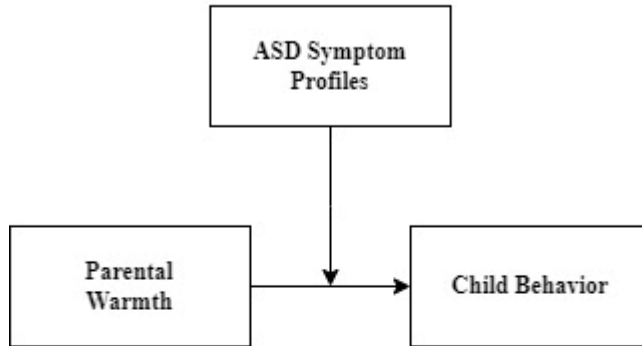 ASD Symptom
Profiles
Parental
Warmth
Child Behavior